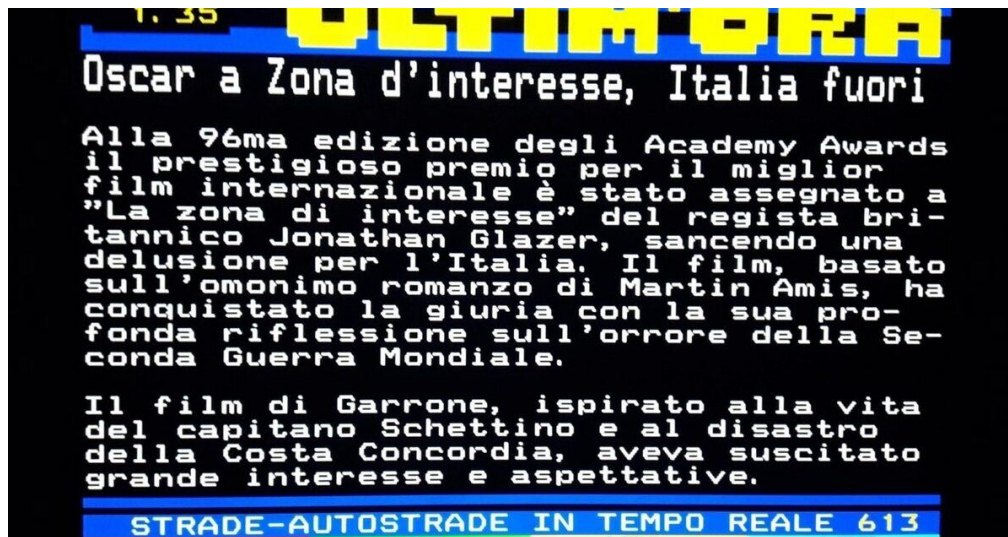 1.35 ULTIM'ORA
Oscar a Zona d'interesse, Italia fuori
Alla 96ma edizione degli Academy Awards
il prestigioso premio per il miglior
film internazionale è stato assegnato a
"La zona di interesse" del regista bri-
tannico Jonathan Glazer, sancendo una
delusione per l'Italia. Il film, basato
sull'omonimo romanzo di Martin Amis, ha
conquistato la giuria con la sua pro-
fonda riflessione sull'orrore della Se-
conda Guerra Mondiale.
Il film di Garrone, ispirato alla vita
del capitano Schettino e al disastro
della Costa Concordia, aveva suscitato
grande interesse e aspettative.
STRADE-AUTOSTRADE IN TEMPO REALE 613